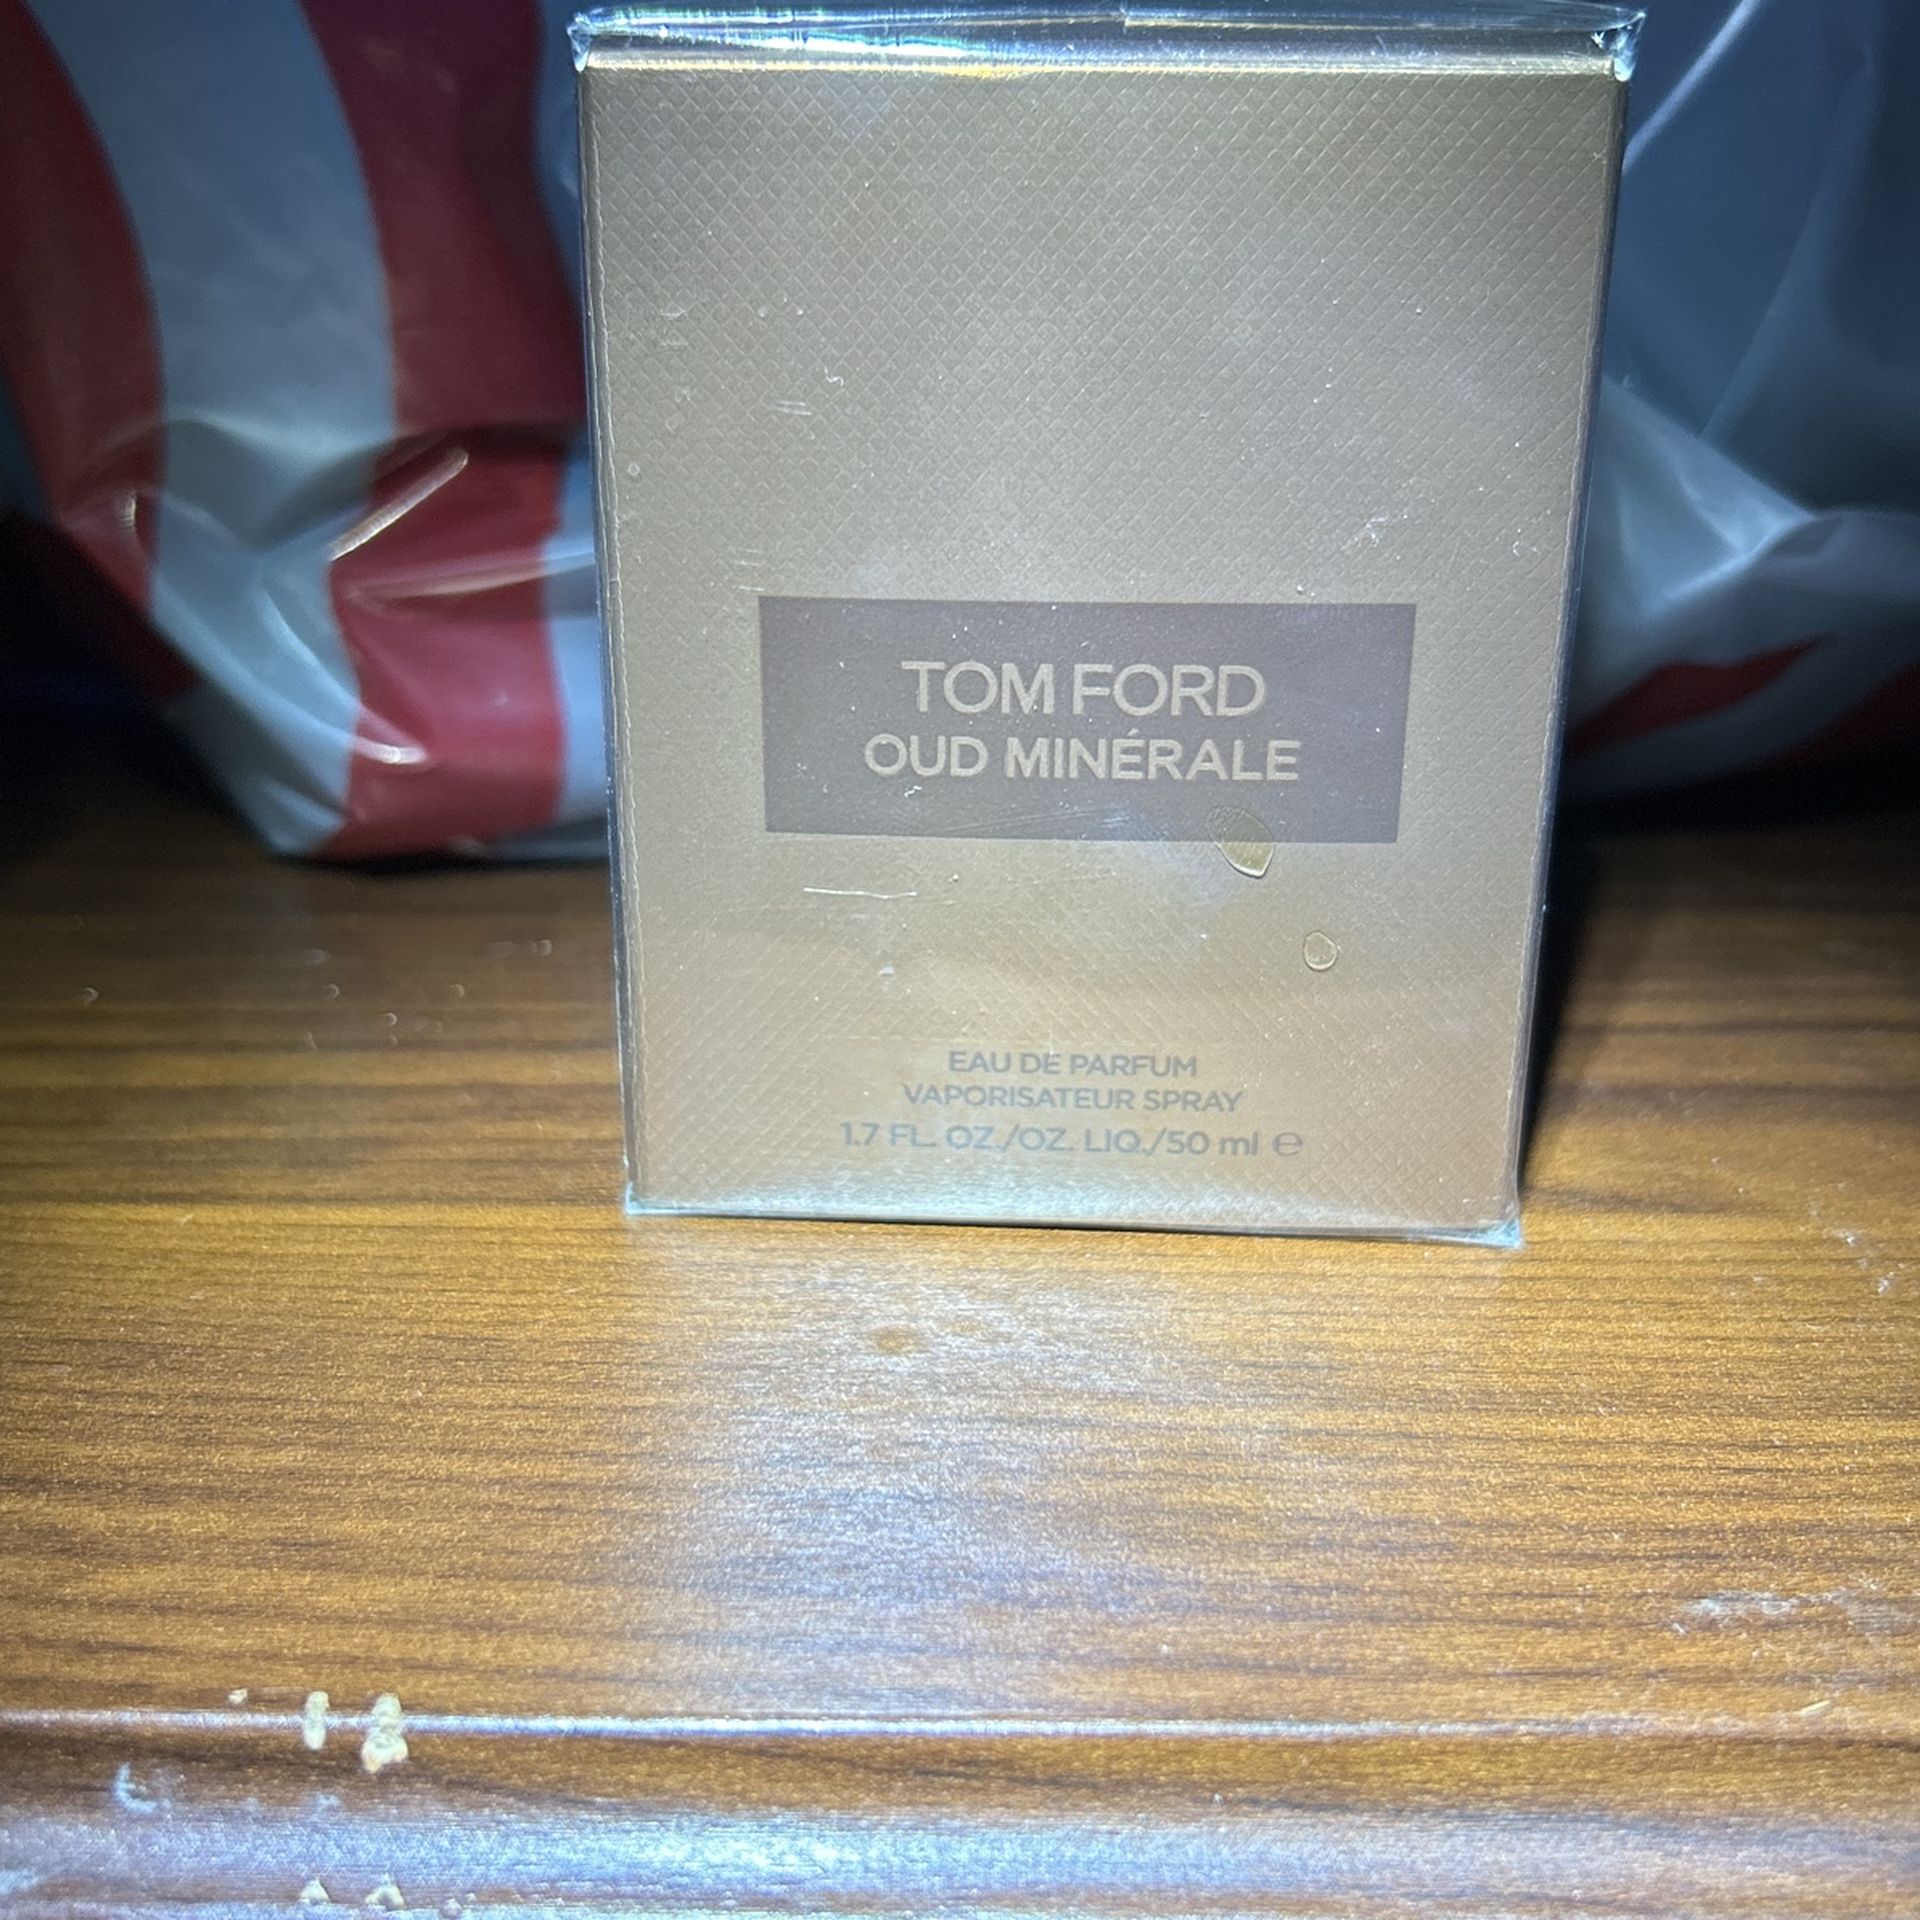 TOM FORD
OUD MINÉRALE
EAU DE PARFUM
VAPORISATEUR SPRAY
1.7 FL. OZ./OZ. LIQ./50 ml ℮